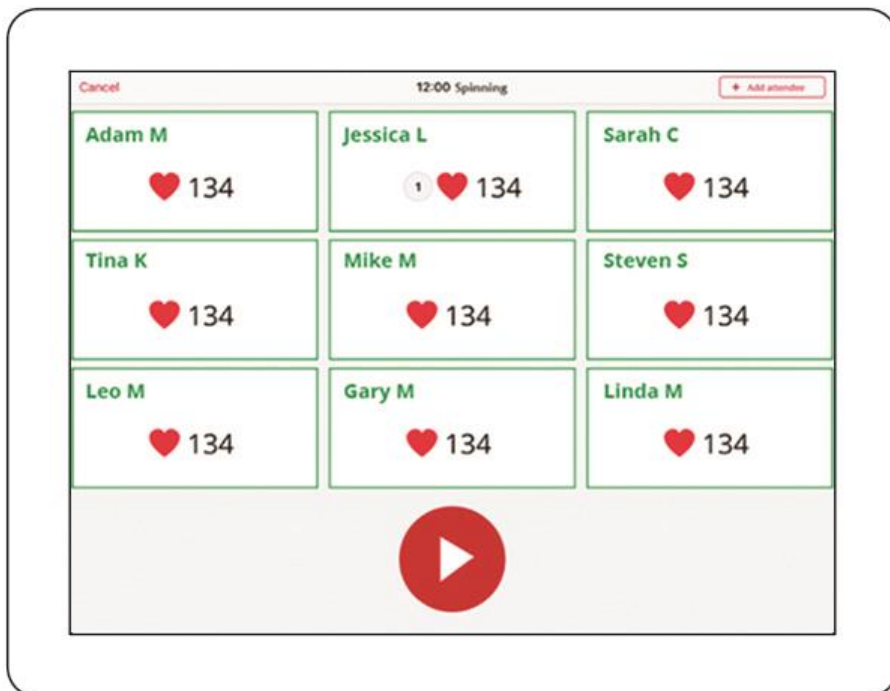 Cancel 12:00 Spinning + Add attendee
Adam M Jessica L Sarah C
134 1 134 134
Tina K Mike M Steven S
134 134 134
Leo M Gary M Linda M
134 134 134